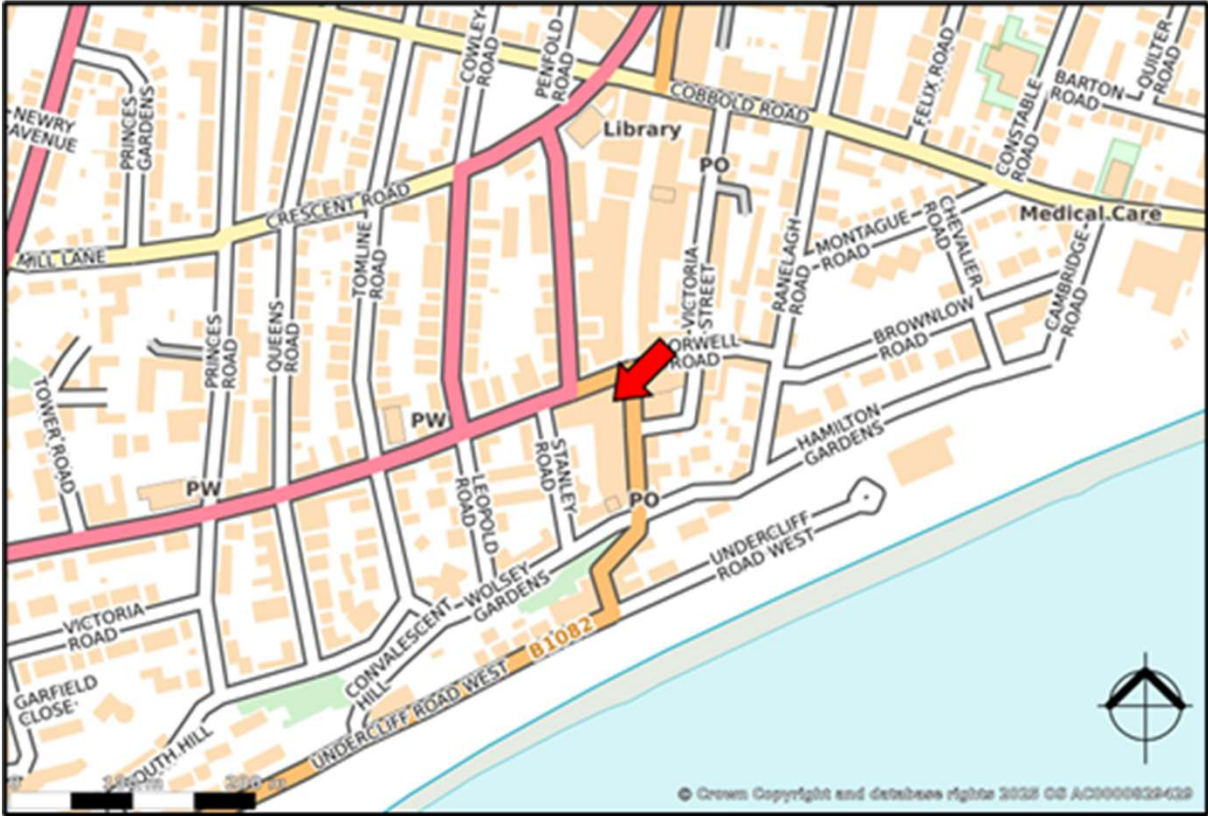 COWLEY
ROAD
PENFOLD
ROAD
FELIX ROAD
QUILTER
ROAD
BARTON
ROAD
CONSTABLE
ROAD
COBBOLD ROAD
NEWRY
AVENUE
PRINCES
GARDENS
Library
PO
CRESCENT ROAD
MILL LANE
TOMLINE
ROAD
MONTAGUE
ROAD
CHEVALIER
ROAD
Medical Care
CAMBRIDGE
ROAD
RANELAGH
ROAD
VICTORIA
STREET
PRINCES
ROAD
QUEENS
ROAD
ORWELL
ROAD
BROWNLOW
ROAD
TOWER ROAD
PW
PW
LEOPOLD
ROAD
STANLEY
ROAD
HAMILTON
GARDENS
PO
UNDERCLIFF
ROAD WEST
WOLSEY
GARDENS
VICTORIA
ROAD
CONVALESCENT
HILL
B1082
UNDERCLIFF ROAD WEST
GARFIELD
CLOSE
OUTH HILL
© Crown Copyright and database rights 2025 OS AC0000829429